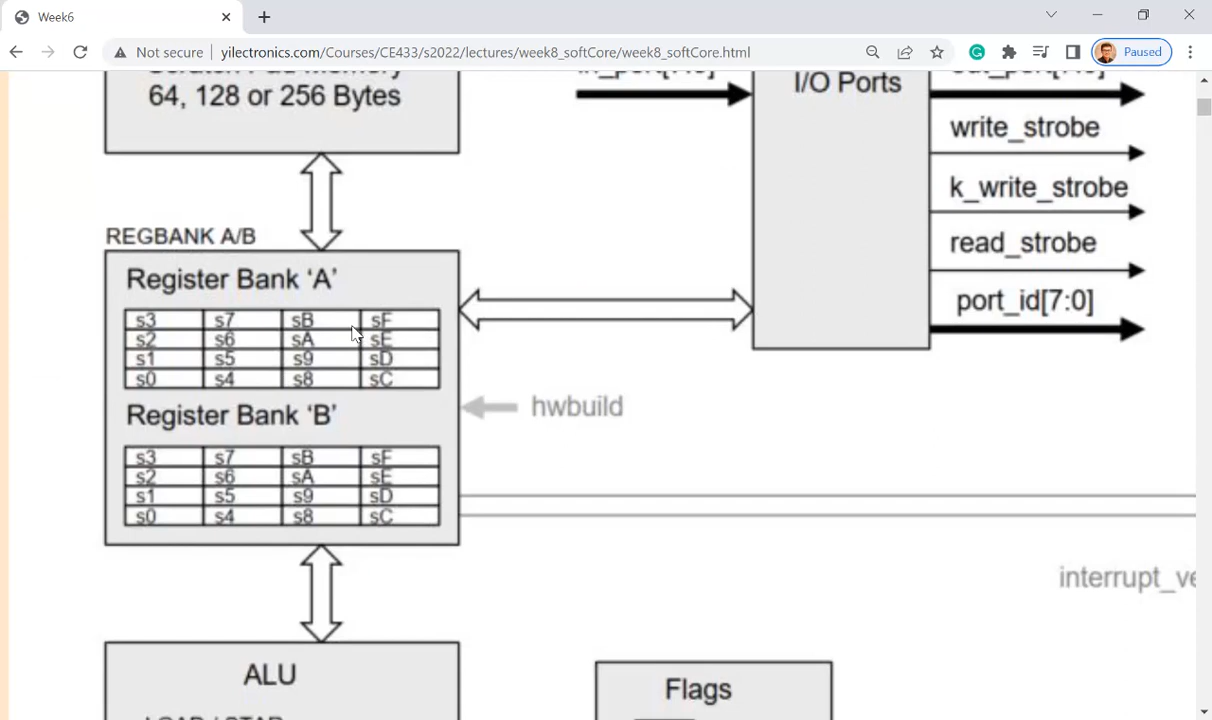 Week6
Not secure
yilectronics.com/Courses/CE433/s2022/lectures/week8_softCore/week8_softCore.html
Paused
64, 128 or 256 Bytes
I/O Ports
write_strobe
k_write_strobe
read_strobe
port_id[7:0]
REGBANK A/B
Register Bank ‘A’
s3 s7 sB sF
s2 s6 sA sE
s1 s5 s9 sD
s0 s4 s8 sC
hwbuild
Register Bank ‘B’
s3 s7 sB sF
s2 s6 sA sE
s1 s5 s9 sD
s0 s4 s8 sC
ALU
Flags